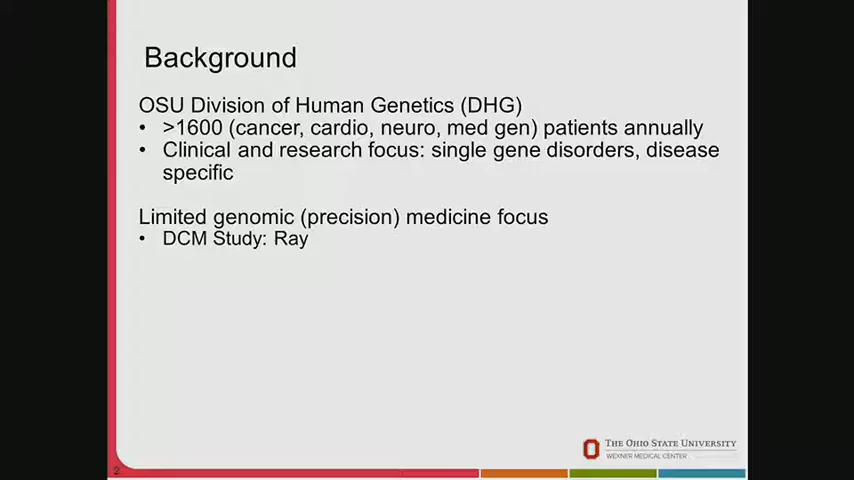 Background
OSU Division of Human Genetics (DHG)
• >1600 (cancer, cardio, neuro, med gen) patients annually
• Clinical and research focus: single gene disorders, disease
specific
Limited genomic (precision) medicine focus
• DCM Study: Ray
THE OHIO STATE UNIVERSITY
WEXNER MEDICAL CENTER
2